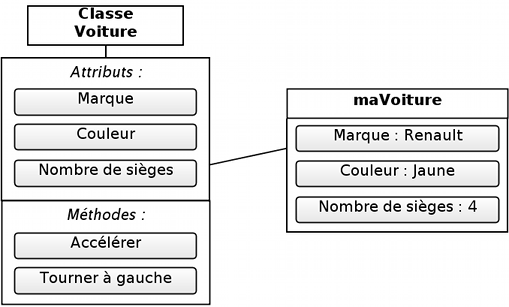 Classe
Voiture
Attributs :
Marque
Couleur
Nombre de sièges
Méthodes :
Accélérer
Tourner à gauche
maVoiture
Marque : Renault
Couleur : Jaune
Nombre de sièges : 4